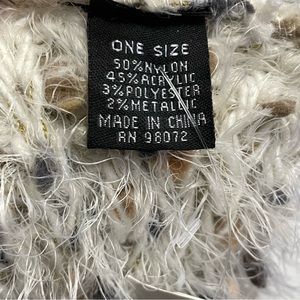 ONE SIZE
50% NYLON
45% ACRYLIC
3% POLYESTER
2% METALLIC
MADE IN CHINA
RN 98072